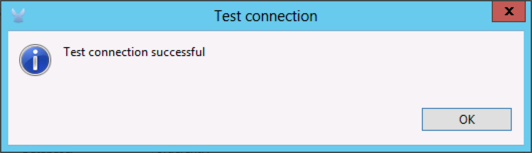 Test connection
x
Test connection successful
OK